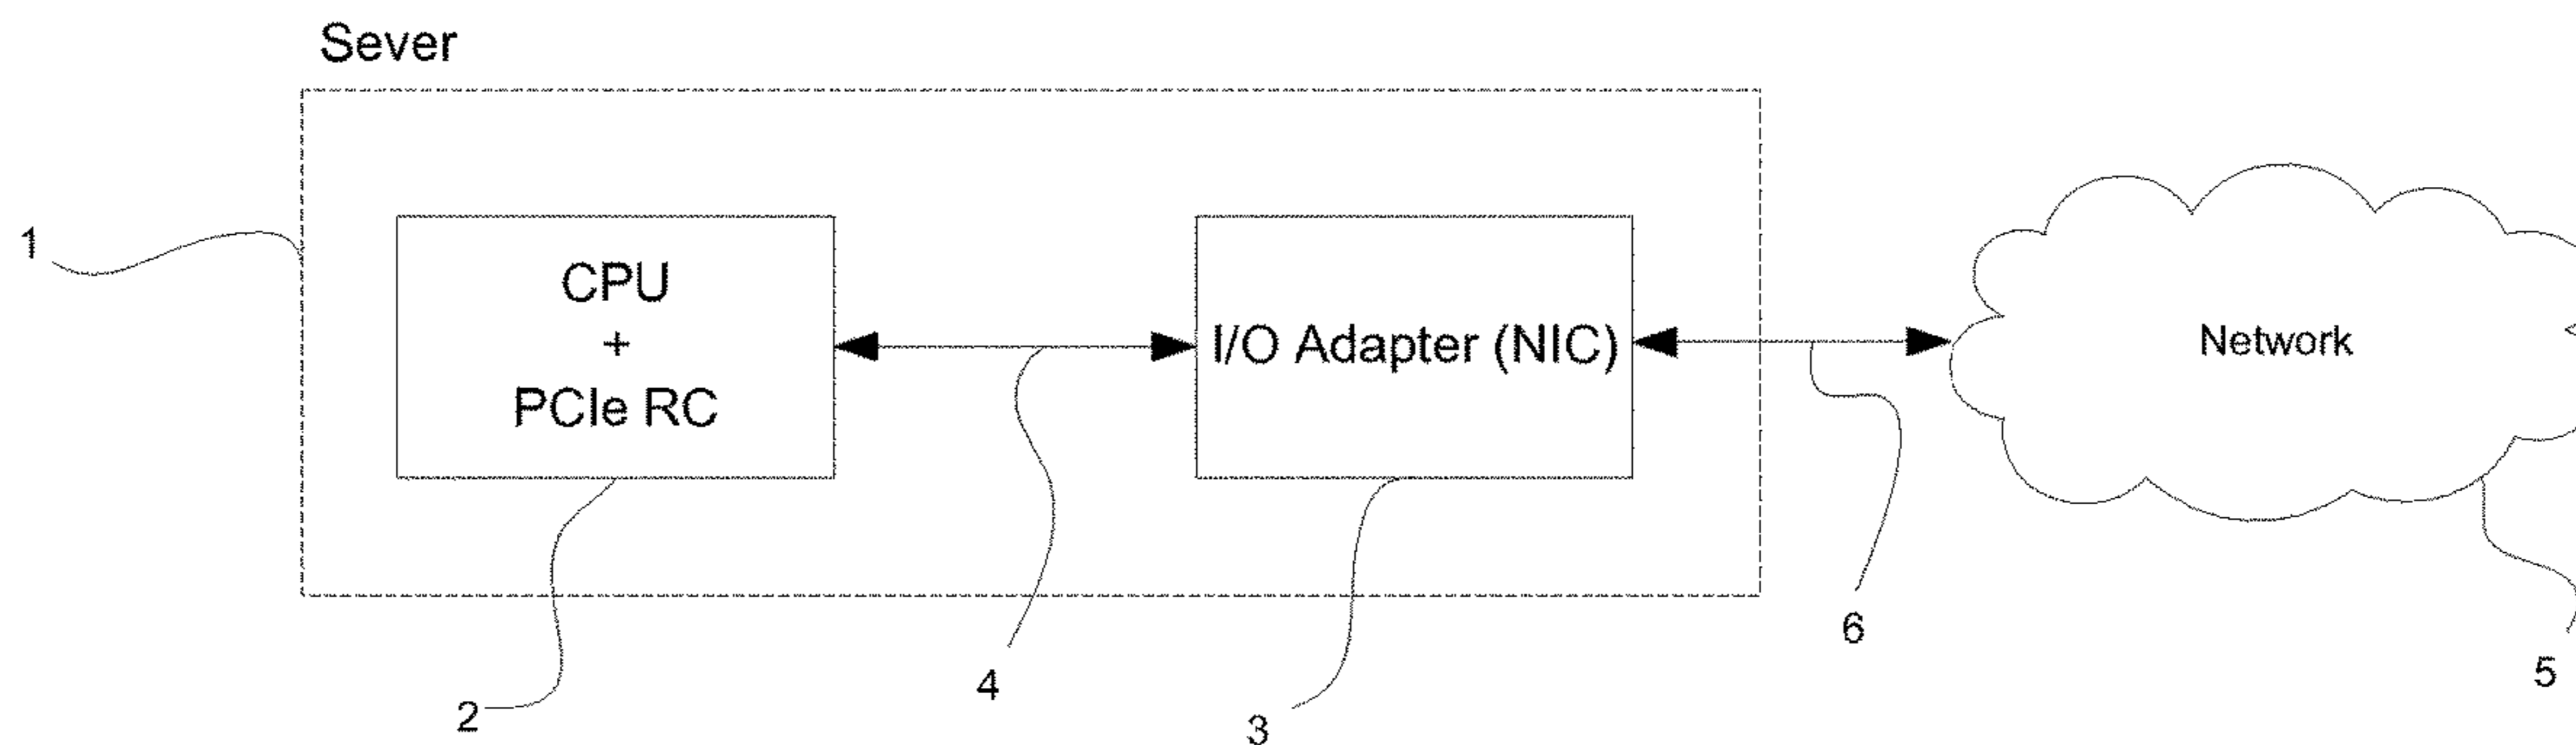 Sever
1
CPU
+
PCIe RC
I/O Adapter (NIC)
Network
6
4
5
2
3